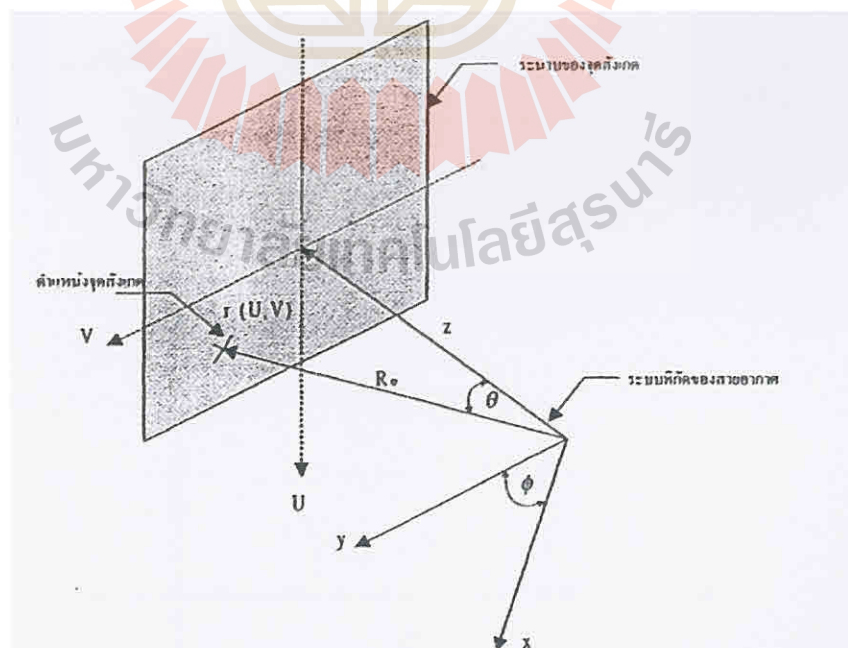 ระนาบของจุดสังเกต
มหาวิทยาลัยเทคโนโลยีสุรนารี
ตำแหน่งจุดสังเกต
r (U, V)
V
z
R₀
θ
ระบบพิกัดของสายอากาศ
U
ϕ
y
x